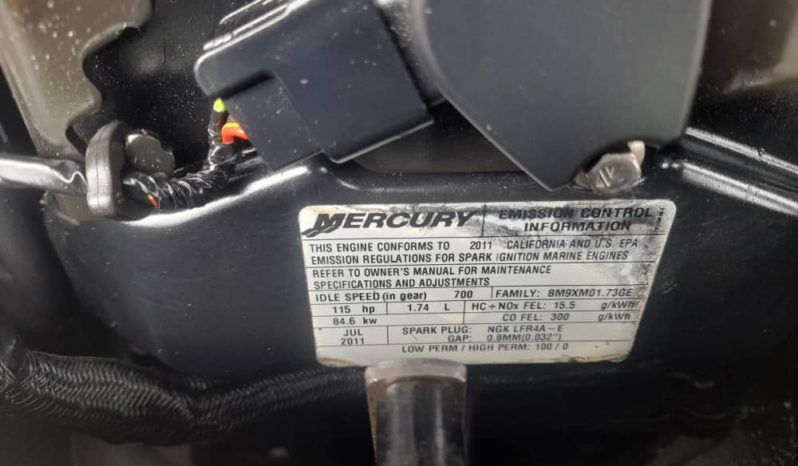 MERCURY
EMISSION CONTROL
INFORMATION
THIS ENGINE CONFORMS TO 2011 CALIFORNIA AND U.S. EPA
EMISSION REGULATIONS FOR SPARK IGNITION MARINE ENGINES
REFER TO OWNER'S MANUAL FOR MAINTENANCE
SPECIFICATIONS AND ADJUSTMENTS
IDLE SPEED (in gear) 700 FAMILY: BM9XM01.73GE
115 hp 1.74 L HC+NOx FEL: 15.5 g/kWh
84.6 kw CO FEL: 300 g/kWh
JUL SPARK PLUG: NGK LFR4A-E
2011 GAP: 0.8MM(0.032")
LOW PERM / HIGH PERM: 100 / 0